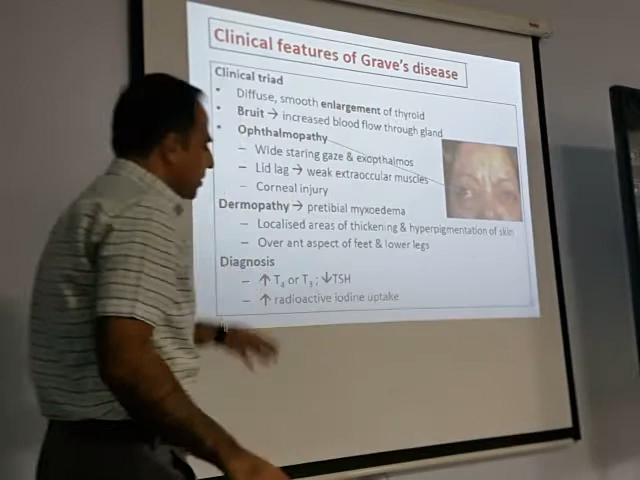 Clinical features of Grave's disease
Clinical triad
• Diffuse, smooth enlargement of thyroid
• Bruit → increased blood flow through gland
• Ophthalmopathy
– Wide staring gaze & exopthalmos
– Lid lag → weak extraoccular muscles
– Corneal injury
Dermopathy → pretibial myxoedema
– Localised areas of thickening & hyperpigmentation of skin
– Over ant aspect of feet & lower legs
Diagnosis
– ↑ T4 or T3 ; ↓TSH
– ↑ radioactive iodine uptake